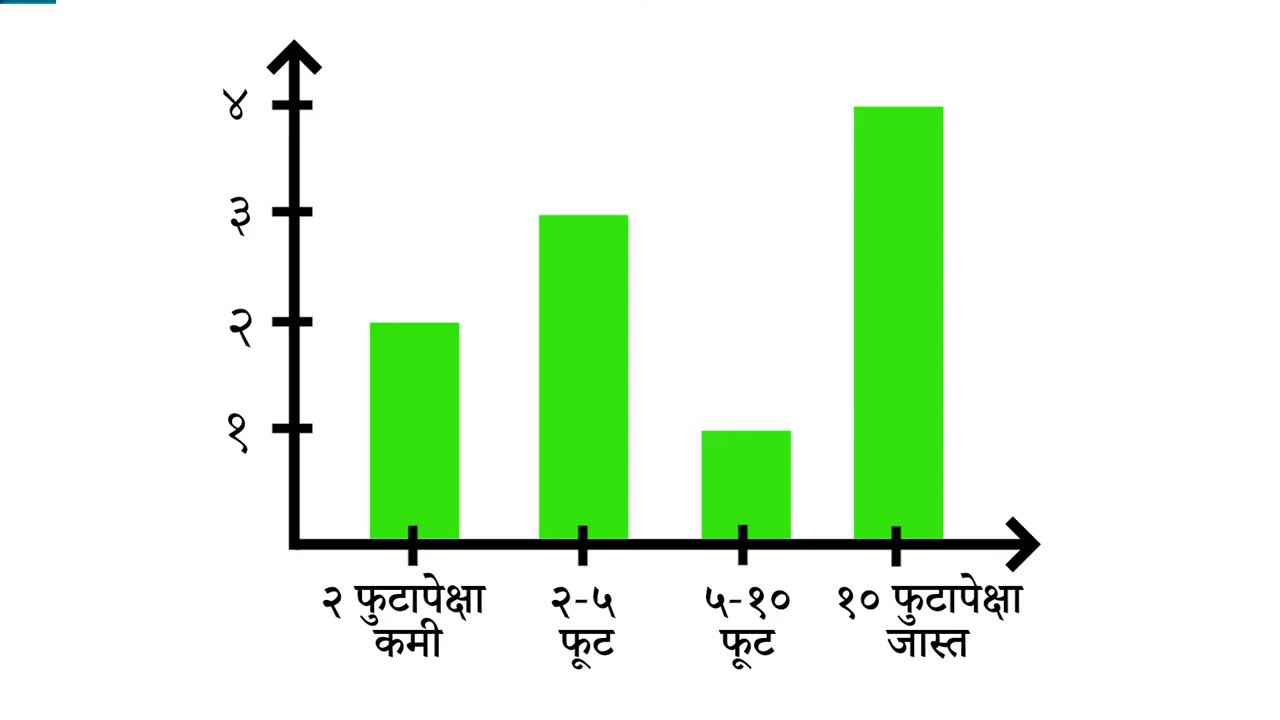 ४
३
२
१
२ फुटापेक्षा
कमी
२-५
फूट
५-१०
फूट
१० फुटापेक्षा
जास्त